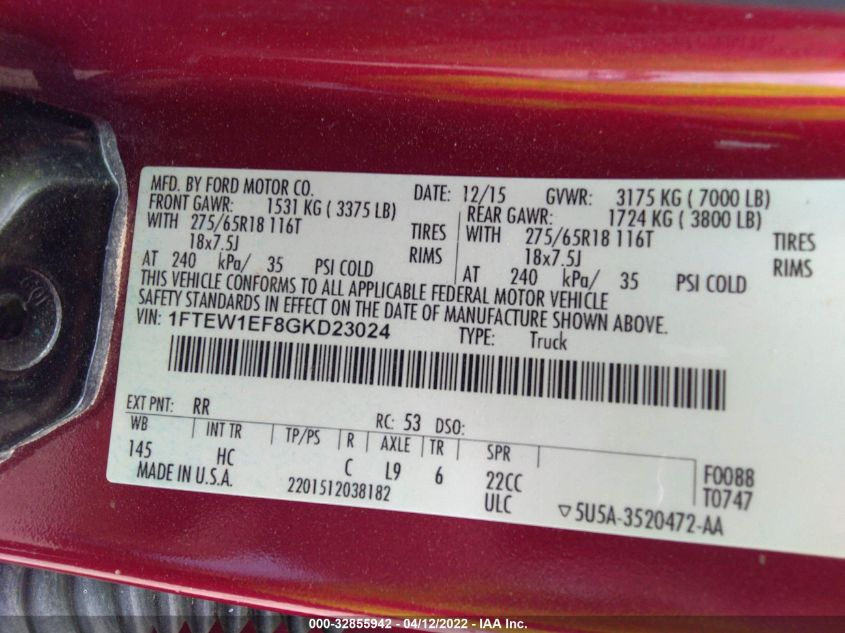 MFD. BY FORD MOTOR CO. DATE: 12/15 GVWR: 3175 KG ( 7000 LB)
FRONT GAWR: 1531 KG ( 3375 LB) REAR GAWR: 1724 KG ( 3800 LB)
WITH 275/65R18 116T TIRES WITH 275/65R18 116T TIRES
18x7.5J RIMS 18x7.5J RIMS
AT 240 kPa/ 35 PSI COLD AT 240 kPa/ 35 PSI COLD
THIS VEHICLE CONFORMS TO ALL APPLICABLE FEDERAL MOTOR VEHICLE
SAFETY STANDARDS IN EFFECT ON THE DATE OF MANUFACTURE SHOWN ABOVE.
VIN: 1FTEW1EF8GKD23024 TYPE: Truck
EXT PNT: RR RC: 53 DSO:
WB INT TR TP/PS R AXLE TR SPR
145 HC C L9 6 22CC F0088
MADE IN U.S.A. 2201512038182 ULC T0747
▽5U5A-3520472-AA
000-32855942 - 04/12/2022 - IAA Inc.